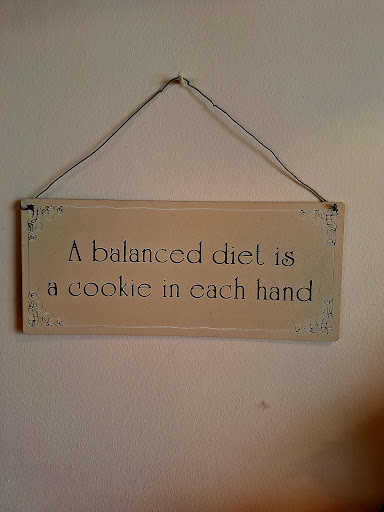 A balanced diet is
a cookie in each hand